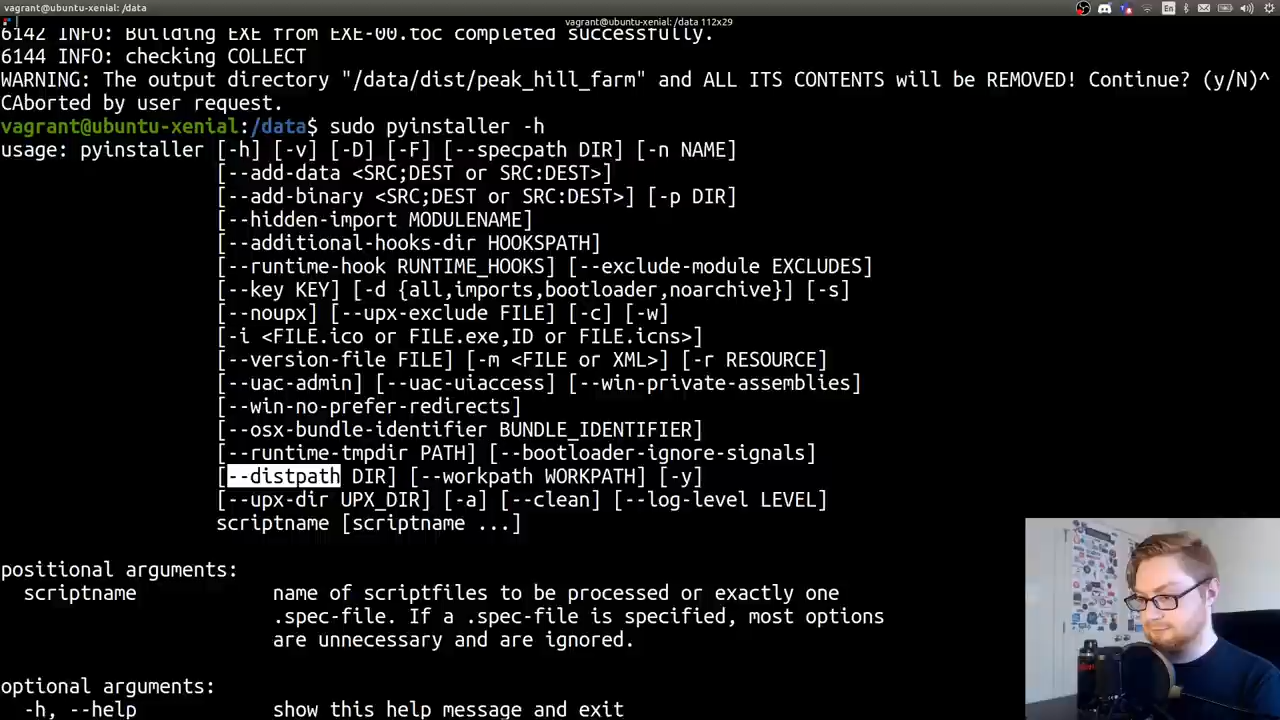 vagrant@ubuntu-xenial: /data
En
vagrant@ubuntu-xenial: /data 112x29
6142 INFO: Building EXE from EXE-00.toc completed successfully.
6144 INFO: checking COLLECT
WARNING: The output directory "/data/dist/peak_hill_farm" and ALL ITS CONTENTS will be REMOVED! Continue? (y/N)^
CAborted by user request.
vagrant@ubuntu-xenial:/data$ sudo pyinstaller -h
usage: pyinstaller [-h] [-v] [-D] [-F] [--specpath DIR] [-n NAME]
[--add-data <SRC;DEST or SRC:DEST>]
[--add-binary <SRC;DEST or SRC:DEST>] [-p DIR]
[--hidden-import MODULENAME]
[--additional-hooks-dir HOOKSPATH]
[--runtime-hook RUNTIME_HOOKS] [--exclude-module EXCLUDES]
[--key KEY] [-d {all,imports,bootloader,noarchive}] [-s]
[--noupx] [--upx-exclude FILE] [-c] [-w]
[-i <FILE.ico or FILE.exe,ID or FILE.icns>]
[--version-file FILE] [-m <FILE or XML>] [-r RESOURCE]
[--uac-admin] [--uac-uiaccess] [--win-private-assemblies]
[--win-no-prefer-redirects]
[--osx-bundle-identifier BUNDLE_IDENTIFIER]
[--runtime-tmpdir PATH] [--bootloader-ignore-signals]
[--distpath DIR] [--workpath WORKPATH] [-y]
[--upx-dir UPX_DIR] [-a] [--clean] [--log-level LEVEL]
scriptname [scriptname ...]
positional arguments:
scriptname name of scriptfiles to be processed or exactly one
.spec-file. If a .spec-file is specified, most options
are unnecessary and are ignored.
optional arguments:
-h, --help show this help message and exit